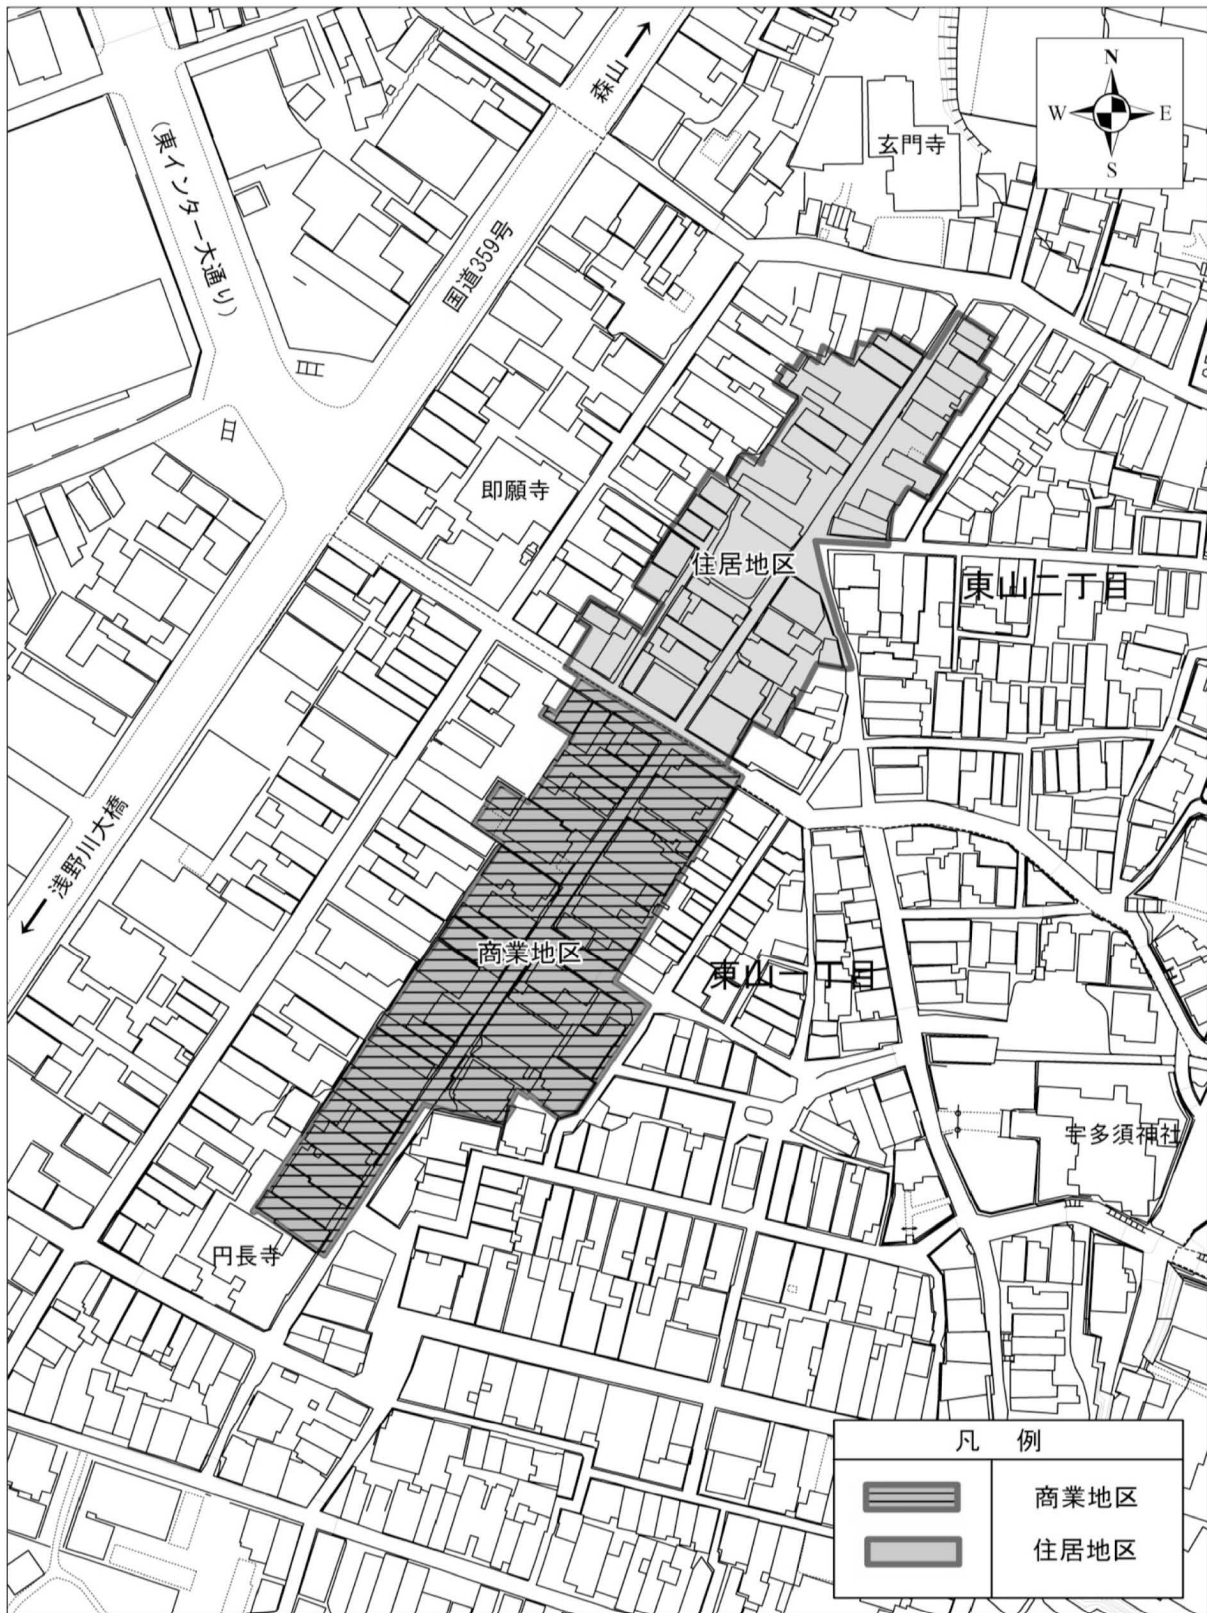 森山→
N
W E
S
玄門寺
(東インター大通り)
国道359号
即願寺
住居地区
東山二丁目
←浅野川大橋
商業地区
東山一丁目
宇多須神社
円長寺
凡 例
商業地区
住居地区